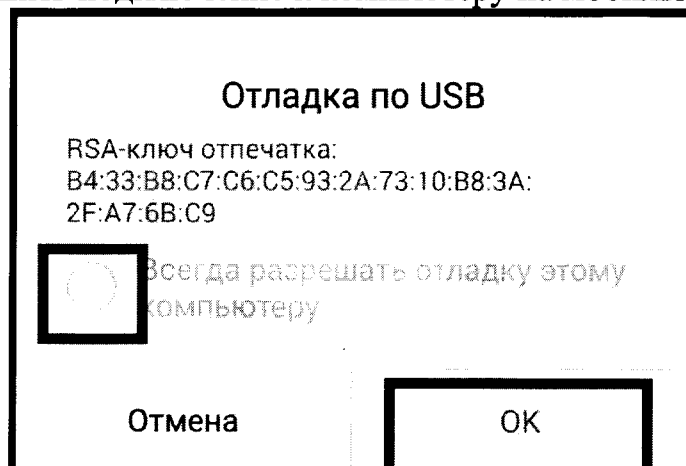 Отладка по USB
RSA-ключ отпечатка:
B4:33:B8:C7:C6:C5:93:2A:73:10:B8:3A:
2F:A7:6B:C9
Всегда разрешать отладку этому
компьютеру
Отмена
OK